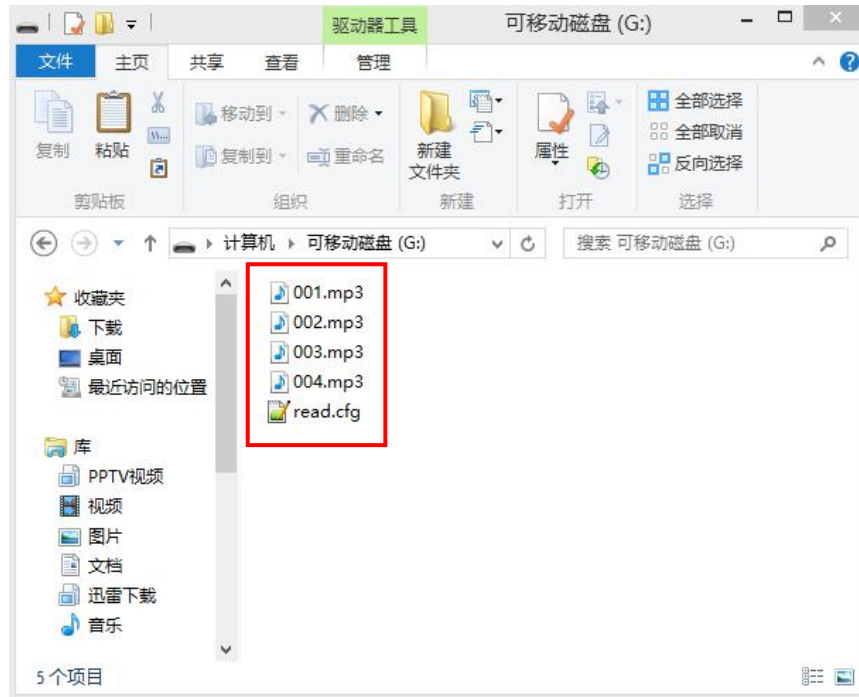 驱动器工具 可移动磁盘 (G:)
文件 主页 共享 查看 管理
复制
粘贴
移动到
复制到
删除
重命名
新建
文件夹
属性
全部选择
全部取消
反向选择
剪贴板 组织 新建 打开 选择
计算机 可移动磁盘 (G:) 搜索 可移动磁盘 (G:)
收藏夹
下载
桌面
最近访问的位置
库
PPTV视频
视频
图片
文档
迅雷下载
音乐
001.mp3
002.mp3
003.mp3
004.mp3
read.cfg
5 个项目